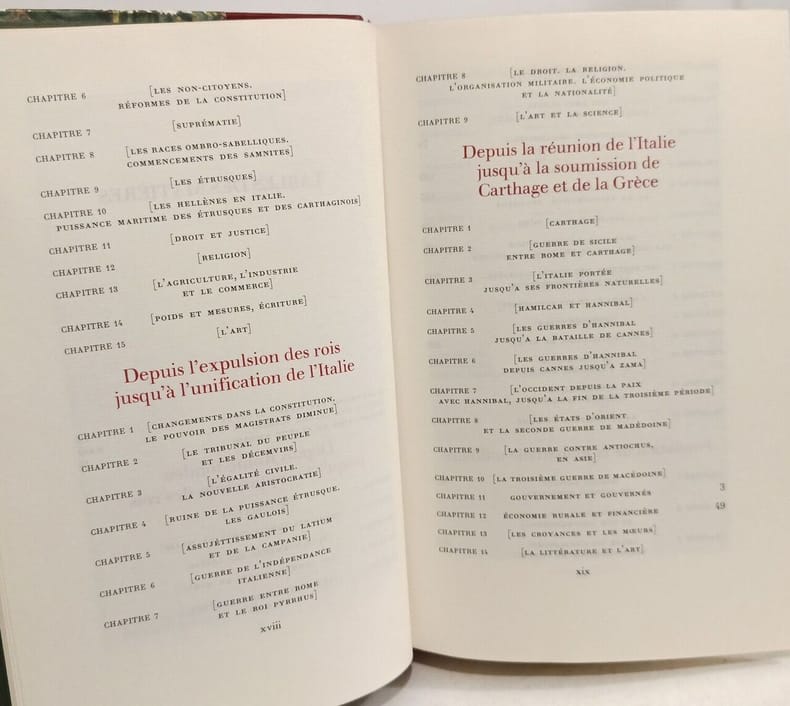 CHAPITRE 6 [LES NON-CITOYENS.
RÉFORMES DE LA CONSTITUTION]
CHAPITRE 7 [SUPRÉMATIE]
CHAPITRE 8 [LES RACES OMBRO-SABELLIQUES.
COMMENCEMENTS DES SAMNITES]
CHAPITRE 9 [LES ÉTRUSQUES]
CHAPITRE 10 [LES HELLÈNES EN ITALIE.
PUISSANCE MARITIME DES ÉTRUSQUES ET DES CARTHAGINOIS]
CHAPITRE 11 [DROIT ET JUSTICE]
CHAPITRE 12 [RELIGION]
CHAPITRE 13 [L'AGRICULTURE, L'INDUSTRIE
ET LE COMMERCE]
CHAPITRE 14 [POIDS ET MESURES, ÉCRITURE]
CHAPITRE 15 [L'ART]
Depuis l'expulsion des rois
jusqu'à l'unification de l'Italie
CHAPITRE 1 [CHANGEMENTS DANS LA CONSTITUTION.
LE POUVOIR DES MAGISTRATS DIMINUE]
CHAPITRE 2 [LE TRIBUNAL DU PEUPLE
ET LES DÉCEMVIRS]
CHAPITRE 3 [L'ÉGALITÉ CIVILE.
LA NOUVELLE ARISTOCRATIE]
CHAPITRE 4 [RUINE DE LA PUISSANCE ÉTRUSQUE.
LES GAULOIS]
CHAPITRE 5 [ASSUJÉTTISSEMENT DU LATIUM
ET DE LA CAMPANIE]
CHAPITRE 6 [GUERRE DE L'INDÉPENDANCE
ITALIENNE]
CHAPITRE 7 [GUERRE ENTRE ROME
ET LE ROI PYRRHUS]
xviii
CHAPITRE 8 [LE DROIT. LA RELIGION.
L'ORGANISATION MILITAIRE. L'ÉCONOMIE POLITIQUE
ET LA NATIONALITÉ]
CHAPITRE 9 [L'ART ET LA SCIENCE]
Depuis la réunion de l'Italie
jusqu'à la soumission de
Carthage et de la Grèce
CHAPITRE 1 [CARTHAGE]
CHAPITRE 2 [GUERRE DE SICILE
ENTRE ROME ET CARTHAGE]
CHAPITRE 3 [L'ITALIE PORTÉE
JUSQU'A SES FRONTIÈRES NATURELLES]
CHAPITRE 4 [HAMILCAR ET HANNIBAL]
CHAPITRE 5 [LES GUERRES D'HANNIBAL
JUSQU'A LA BATAILLE DE CANNES]
CHAPITRE 6 [LES GUERRES D'HANNIBAL
DEPUIS CANNES JUSQU'A ZAMA]
CHAPITRE 7 [L'OCCIDENT DEPUIS LA PAIX
AVEC HANNIBAL, JUSQU'A LA FIN DE LA TROISIÈME PÉRIODE]
CHAPITRE 8 [LES ÉTATS D'ORIENT
ET LA SECONDE GUERRE DE MADÉDOINE]
CHAPITRE 9 [LA GUERRE CONTRE ANTIOCHUS,
EN ASIE]
CHAPITRE 10 [LA TROISIÈME GUERRE DE MACÉDOINE]
CHAPITRE 11 GOUVERNEMENT ET GOUVERNÉS 3
CHAPITRE 12 ÉCONOMIE RURALE ET FINANCIÈRE 49
CHAPITRE 13 [LES CROYANCES ET LES MŒURS]
CHAPITRE 14 [LA LITTÉRATURE ET L'ART]
xix